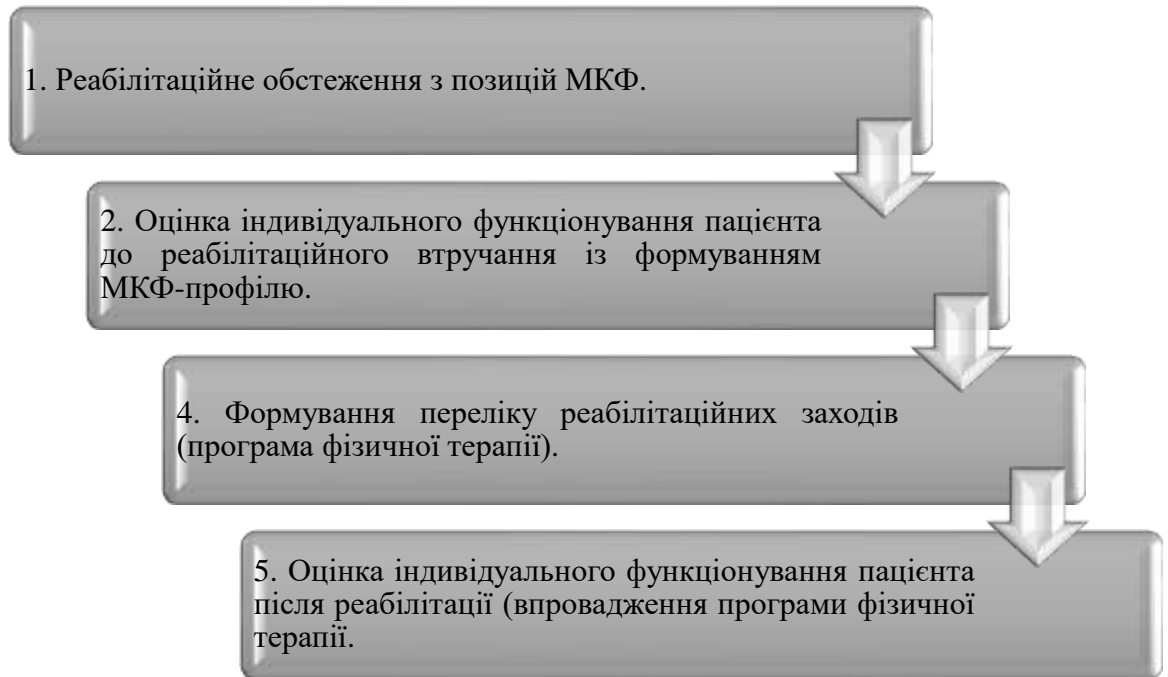 1. Реабілітаційне обстеження з позицій МКФ.
2. Оцінка індивідуального функціонування пацієнта
до реабілітаційного втручання із формуванням
МКФ-профілю.
4. Формування переліку реабілітаційних заходів
(програма фізичної терапії).
5. Оцінка індивідуального функціонування пацієнта
після реабілітації (впровадження програми фізичної
терапії.